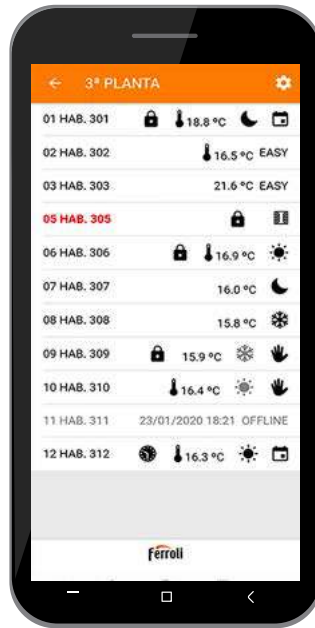 3ª PLANTA
01 HAB. 301 18.8 ºC
02 HAB. 302 16.5 ºC EASY
03 HAB. 303 21.6 ºC EASY
05 HAB. 305
06 HAB. 306 16.9 ºC
07 HAB. 307 16.0 ºC
08 HAB. 308 15.8 ºC
09 HAB. 309 15.9 ºC
10 HAB. 310 16.4 ºC
11 HAB. 311 23/01/2020 18:21 OFFLINE
12 HAB. 312 16.3 ºC
Ferroli